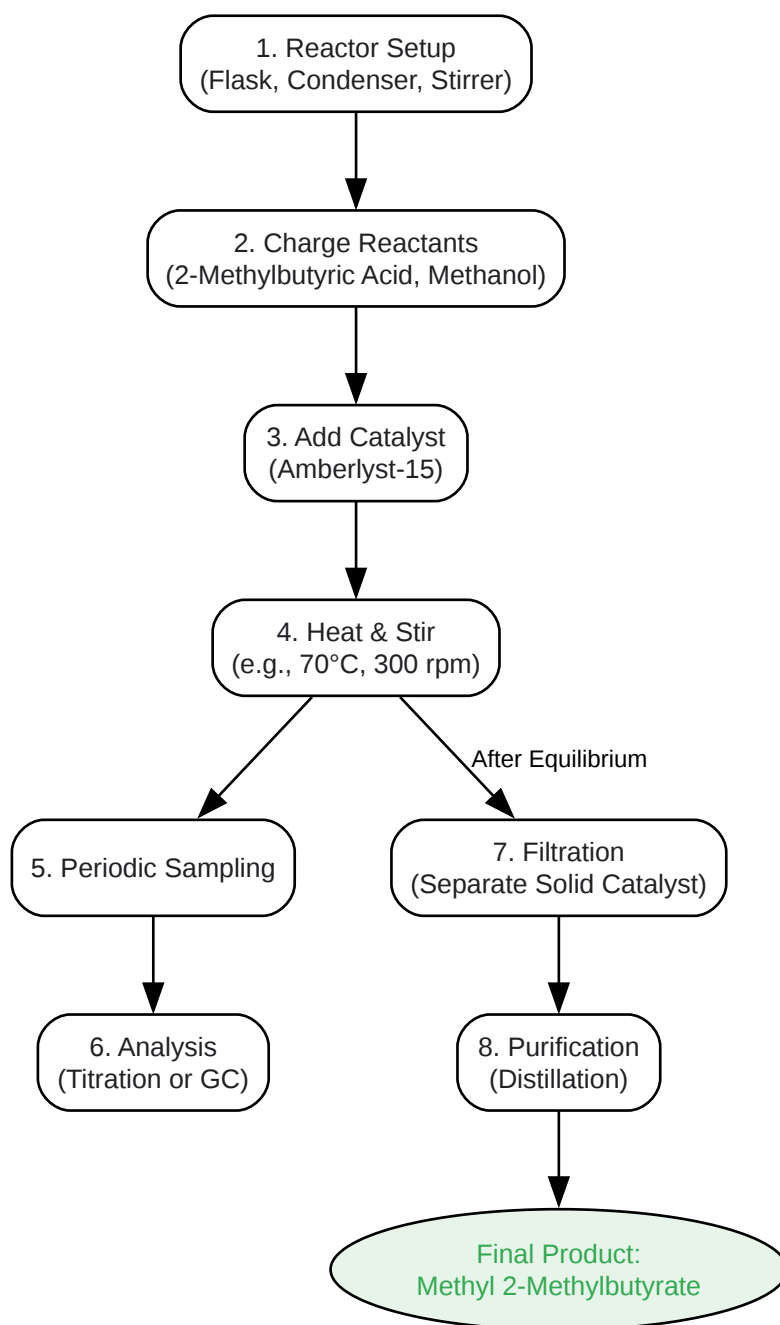 1. Reactor Setup
(Flask, Condenser, Stirrer)
2. Charge Reactants
(2-Methylbutyric Acid, Methanol)
3. Add Catalyst
(Amberlyst-15)
4. Heat & Stir
(e.g., 70°C, 300 rpm)
After Equilibrium
5. Periodic Sampling
7. Filtration
(Separate Solid Catalyst)
6. Analysis
(Titration or GC)
8. Purification
(Distillation)
Final Product:
Methyl 2-Methylbutyrate